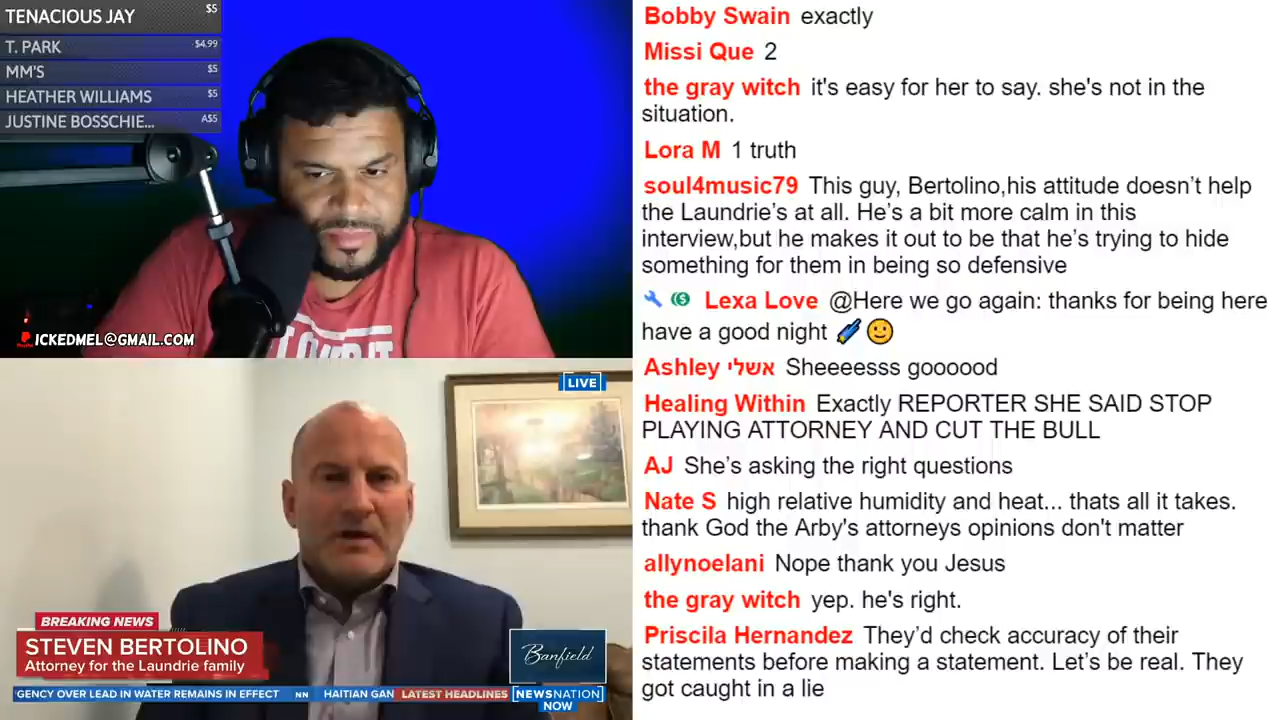 TENACIOUS JAY $5
T. PARK $4.99
MM'S $5
HEATHER WILLIAMS $5
JUSTINE BOSSCHIE... A$5
ICKEDMEL@GMAIL.COM
LIVE
BREAKING NEWS
STEVEN BERTOLINO
Attorney for the Laundrie family
Banfield
GENCY OVER LEAD IN WATER REMAINS IN EFFECT NN HAITIAN GAN LATEST HEADLINES NEWSNATION
NOW
Bobby Swain exactly
Missi Que 2
the gray witch it's easy for her to say. she's not in the
situation.
Lora M 1 truth
soul4music79 This guy, Bertolino,his attitude doesn’t help
the Laundrie’s at all. He’s a bit more calm in this
interview,but he makes it out to be that he’s trying to hide
something for them in being so defensive
Lexa Love @Here we go again: thanks for being here
have a good night
Ashley אשלי Sheeeesss goooood
Healing Within Exactly REPORTER SHE SAID STOP
PLAYING ATTORNEY AND CUT THE BULL
AJ She’s asking the right questions
Nate S high relative humidity and heat... thats all it takes.
thank God the Arby's attorneys opinions don't matter
allynoelani Nope thank you Jesus
the gray witch yep. he's right.
Priscila Hernandez They’d check accuracy of their
statements before making a statement. Let’s be real. They
got caught in a lie